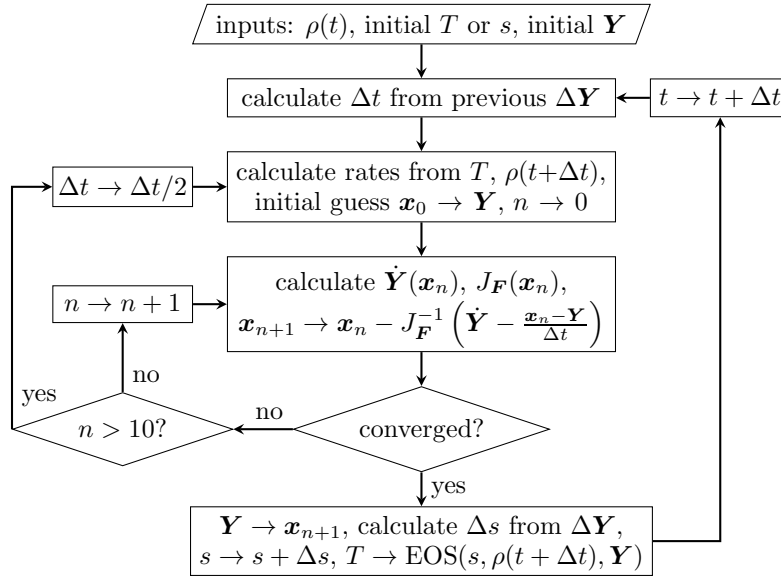 inputs: ρ(t), initial T or s, initial Y
calculate Δt from previous ΔY
t → t + Δt
Δt → Δt/2
calculate rates from T, ρ(t+Δt),
initial guess x₀ → Y, n → 0
n → n + 1
calculate Ẏ(xₙ), J_F(xₙ),
xₙ₊₁ → xₙ − J_F⁻¹ (Ẏ − (xₙ−Y)/Δt)
yes
no
n > 10?
no
converged?
yes
Y → xₙ₊₁, calculate Δs from ΔY,
s → s + Δs, T → EOS(s, ρ(t + Δt), Y)